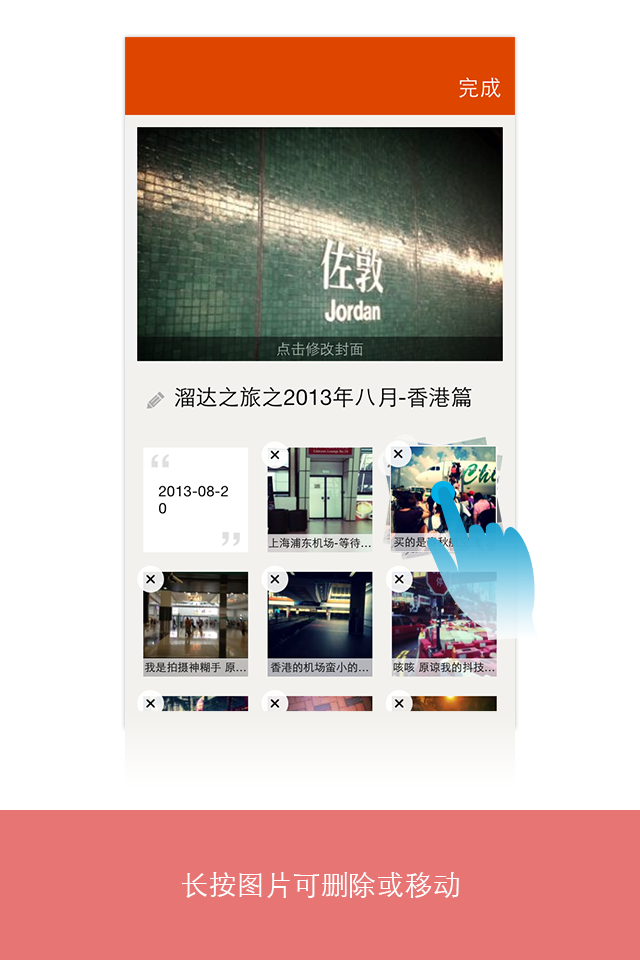 完成
佐敦
Jordan
点击修改封面
溜达之旅之2013年八月-香港篇
2013-08-2
0
上海浦东机场-等待...
买的是
秋
我是拍摄神糊手 原...
香港的机场蛮小的...
咳咳 原谅我的抖技...
长按图片可删除或移动